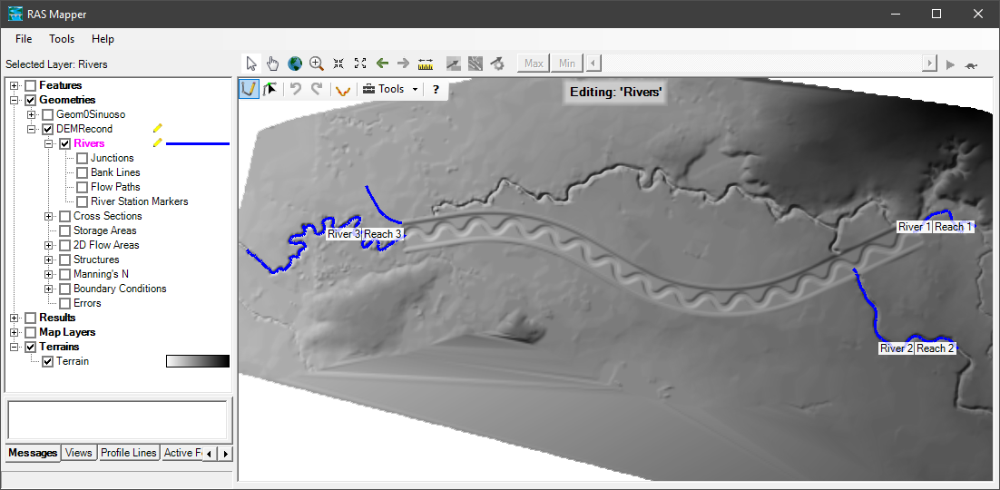 RAS Mapper
File Tools Help
Selected Layer: Rivers
Max Min
Features
Geometries
Geom0Sinuoso
DEMRecond
Rivers
Junctions
Bank Lines
Flow Paths
River Station Markers
Cross Sections
Storage Areas
2D Flow Areas
Structures
Manning's N
Boundary Conditions
Errors
Results
Map Layers
Terrains
Terrain
Messages Views Profile Lines Active
Tools ?
Editing: 'Rivers'
River 3 Reach 3
River 1 Reach 1
River 2 Reach 2